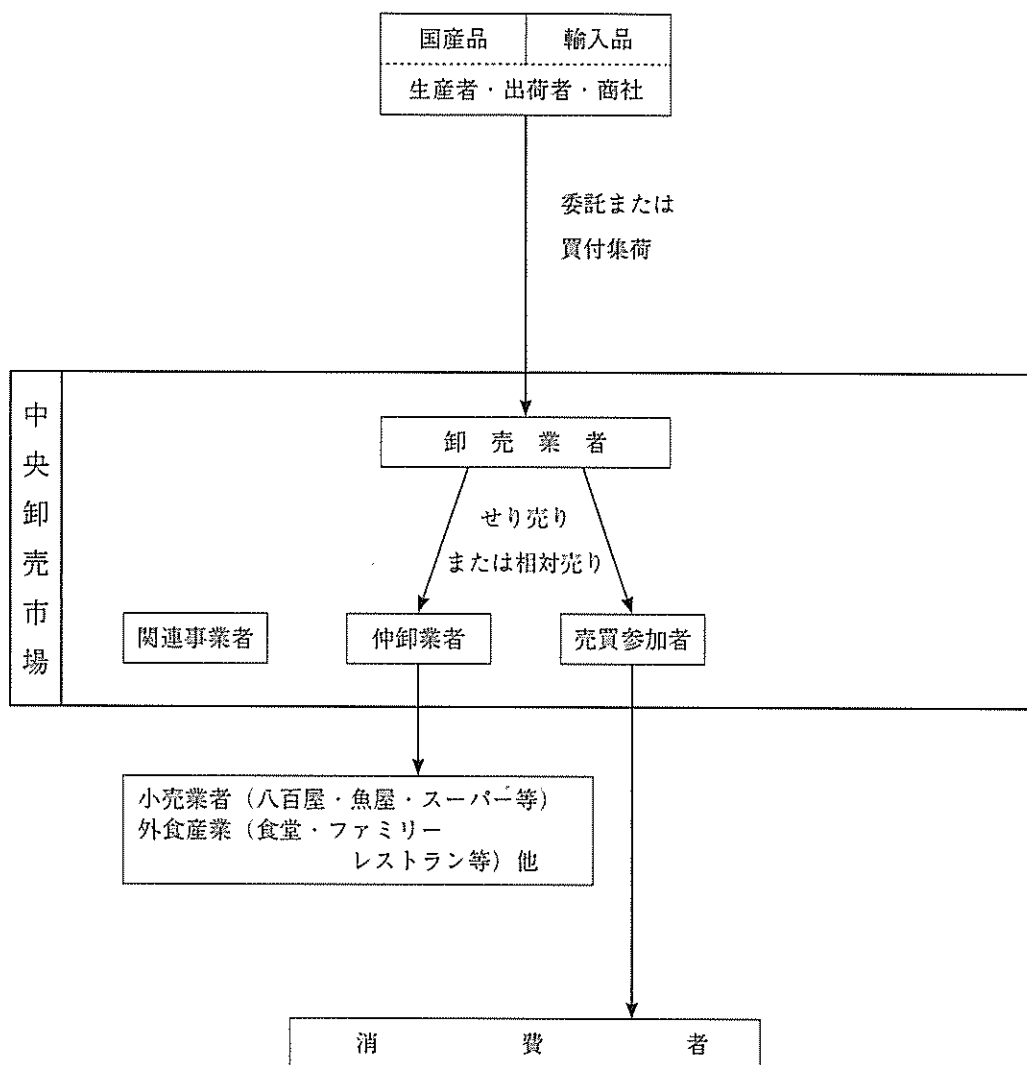 国産品
輸入品
生産者・出荷者・商社
委託または
買付集荷
中央卸売市場
卸売業者
せり売り
または相対売り
関連事業者
仲卸業者
売買参加者
小売業者（八百屋・魚屋・スーパー等）
外食産業（食堂・ファミリー
レストラン等）他
消費者